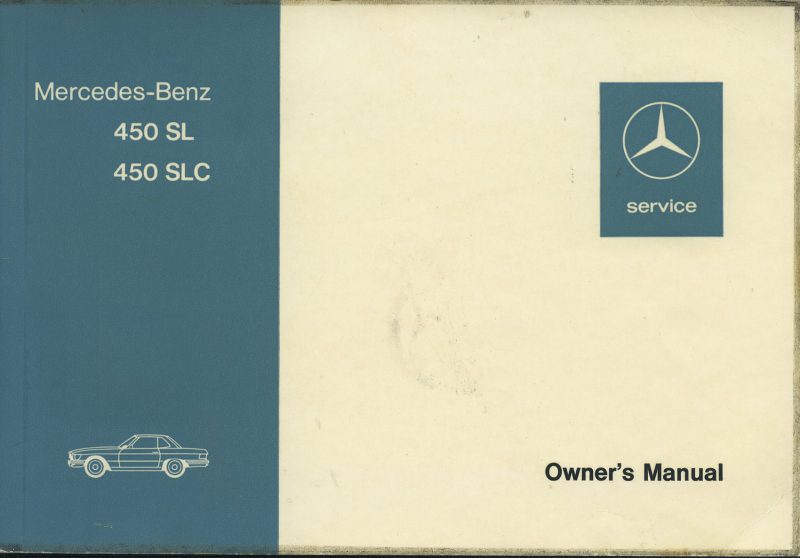 Mercedes-Benz
450 SL
450 SLC
service
Owner's Manual